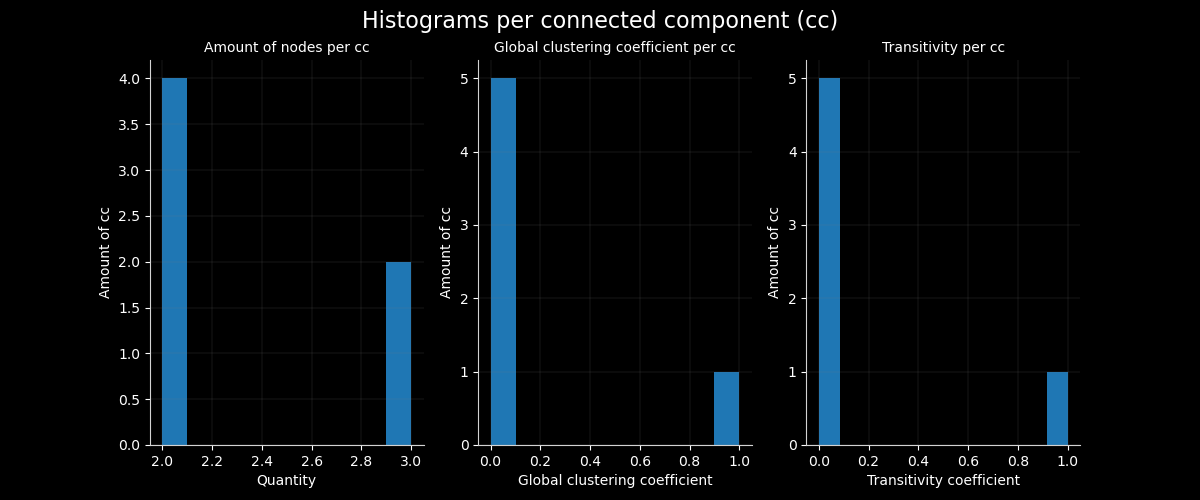 Histograms per connected component (cc)
Amount of nodes per cc
Global clustering coefficient per cc
Transitivity per cc
Amount of cc
4.0
3.5
3.0
2.5
2.0
1.5
1.0
0.5
0.0
2.0 2.2 2.4 2.6 2.8 3.0
Quantity
Amount of cc
5
4
3
2
1
0
0.0 0.2 0.4 0.6 0.8 1.0
Global clustering coefficient
Amount of cc
5
4
3
2
1
0
0.0 0.2 0.4 0.6 0.8 1.0
Transitivity coefficient